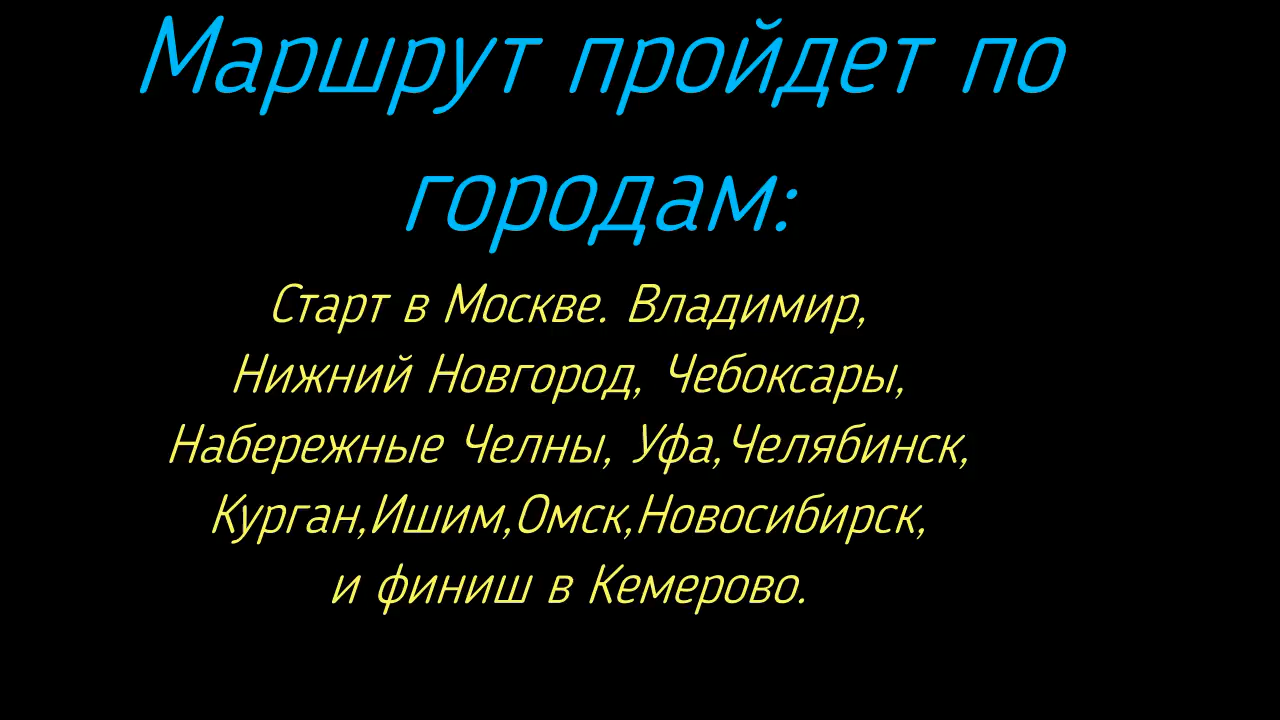 Маршрут пройдет по
городам:
Старт в Москве. Владимир,
Нижний Новгород, Чебоксары,
Набережные Челны, Уфа,Челябинск,
Курган,Ишим,Омск,Новосибирск,
и финиш в Кемерово.